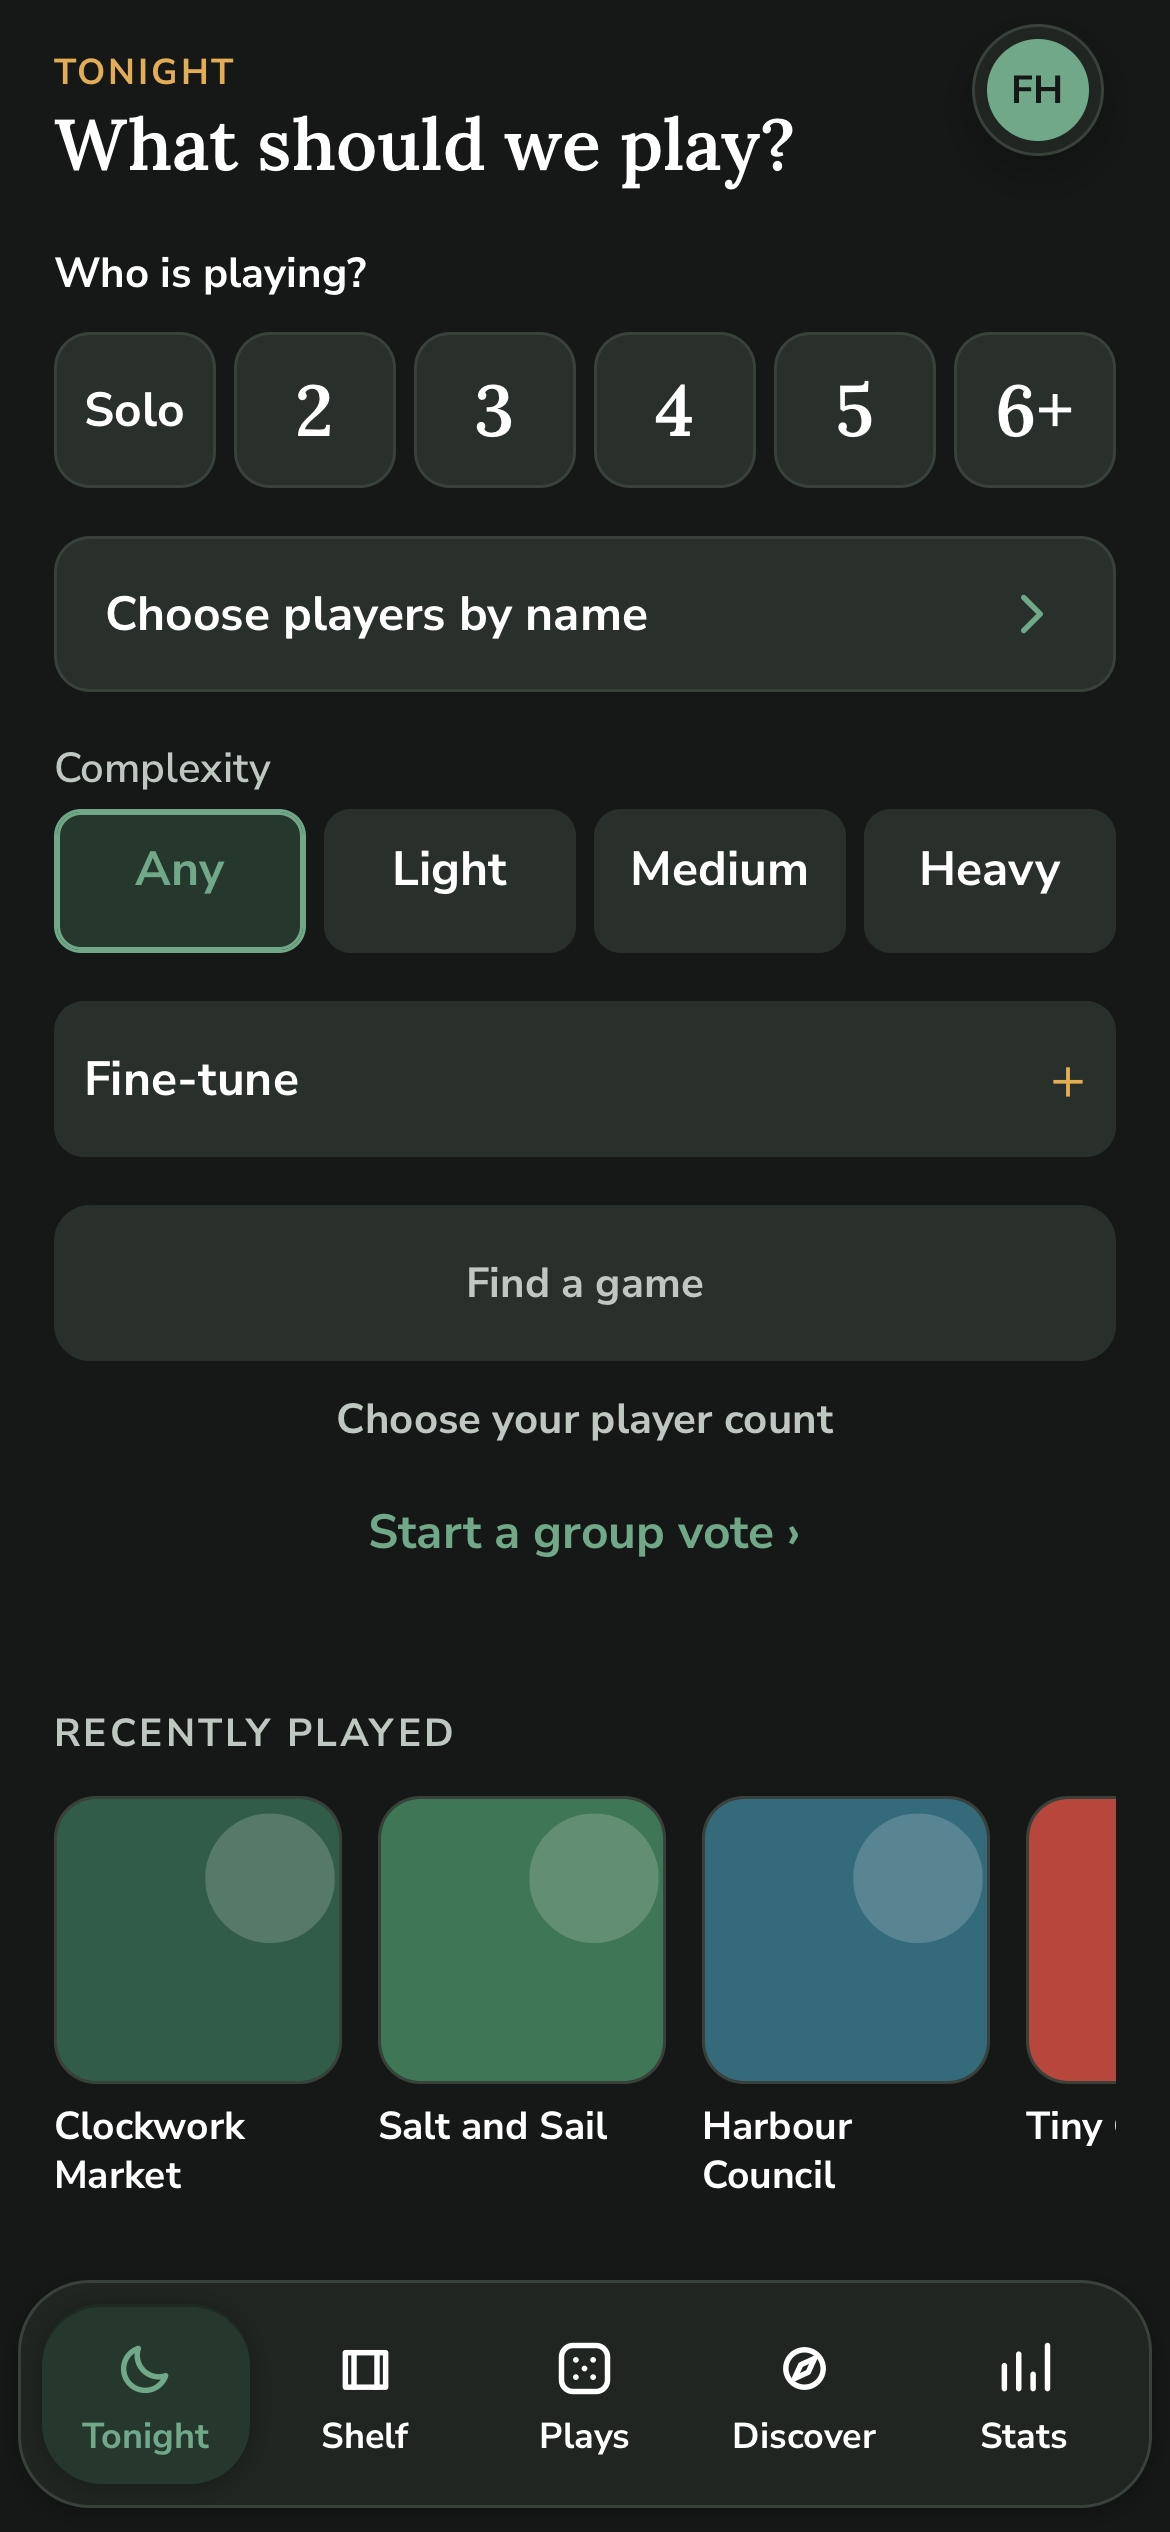 TONIGHT
FH
What should we play?
Who is playing?
Solo 2 3 4 5 6+
Choose players by name
Complexity
Any Light Medium Heavy
Fine-tune +
Find a game
Choose your player count
Start a group vote ›
RECENTLY PLAYED
Clockwork Market
Salt and Sail
Harbour Council
Tiny
Tonight Shelf Plays Discover Stats